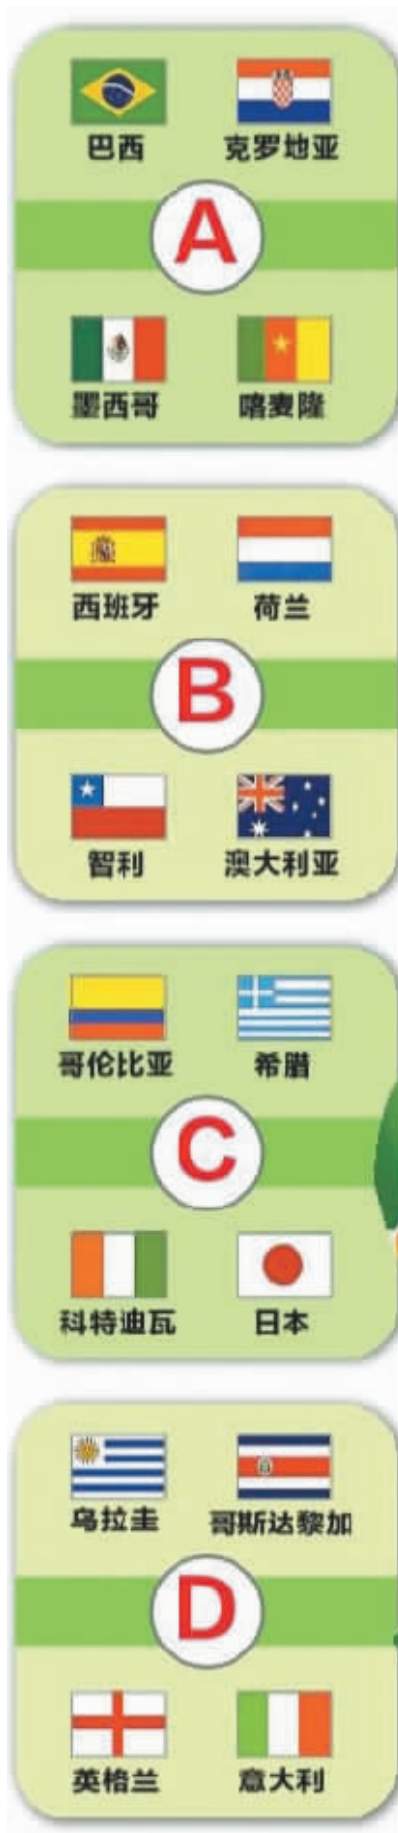 巴西 克罗地亚
A
墨西哥 喀麦隆
西班牙 荷兰
B
智利 澳大利亚
哥伦比亚 希腊
C
科特迪瓦 日本
乌拉圭 哥斯达黎加
D
英格兰 意大利